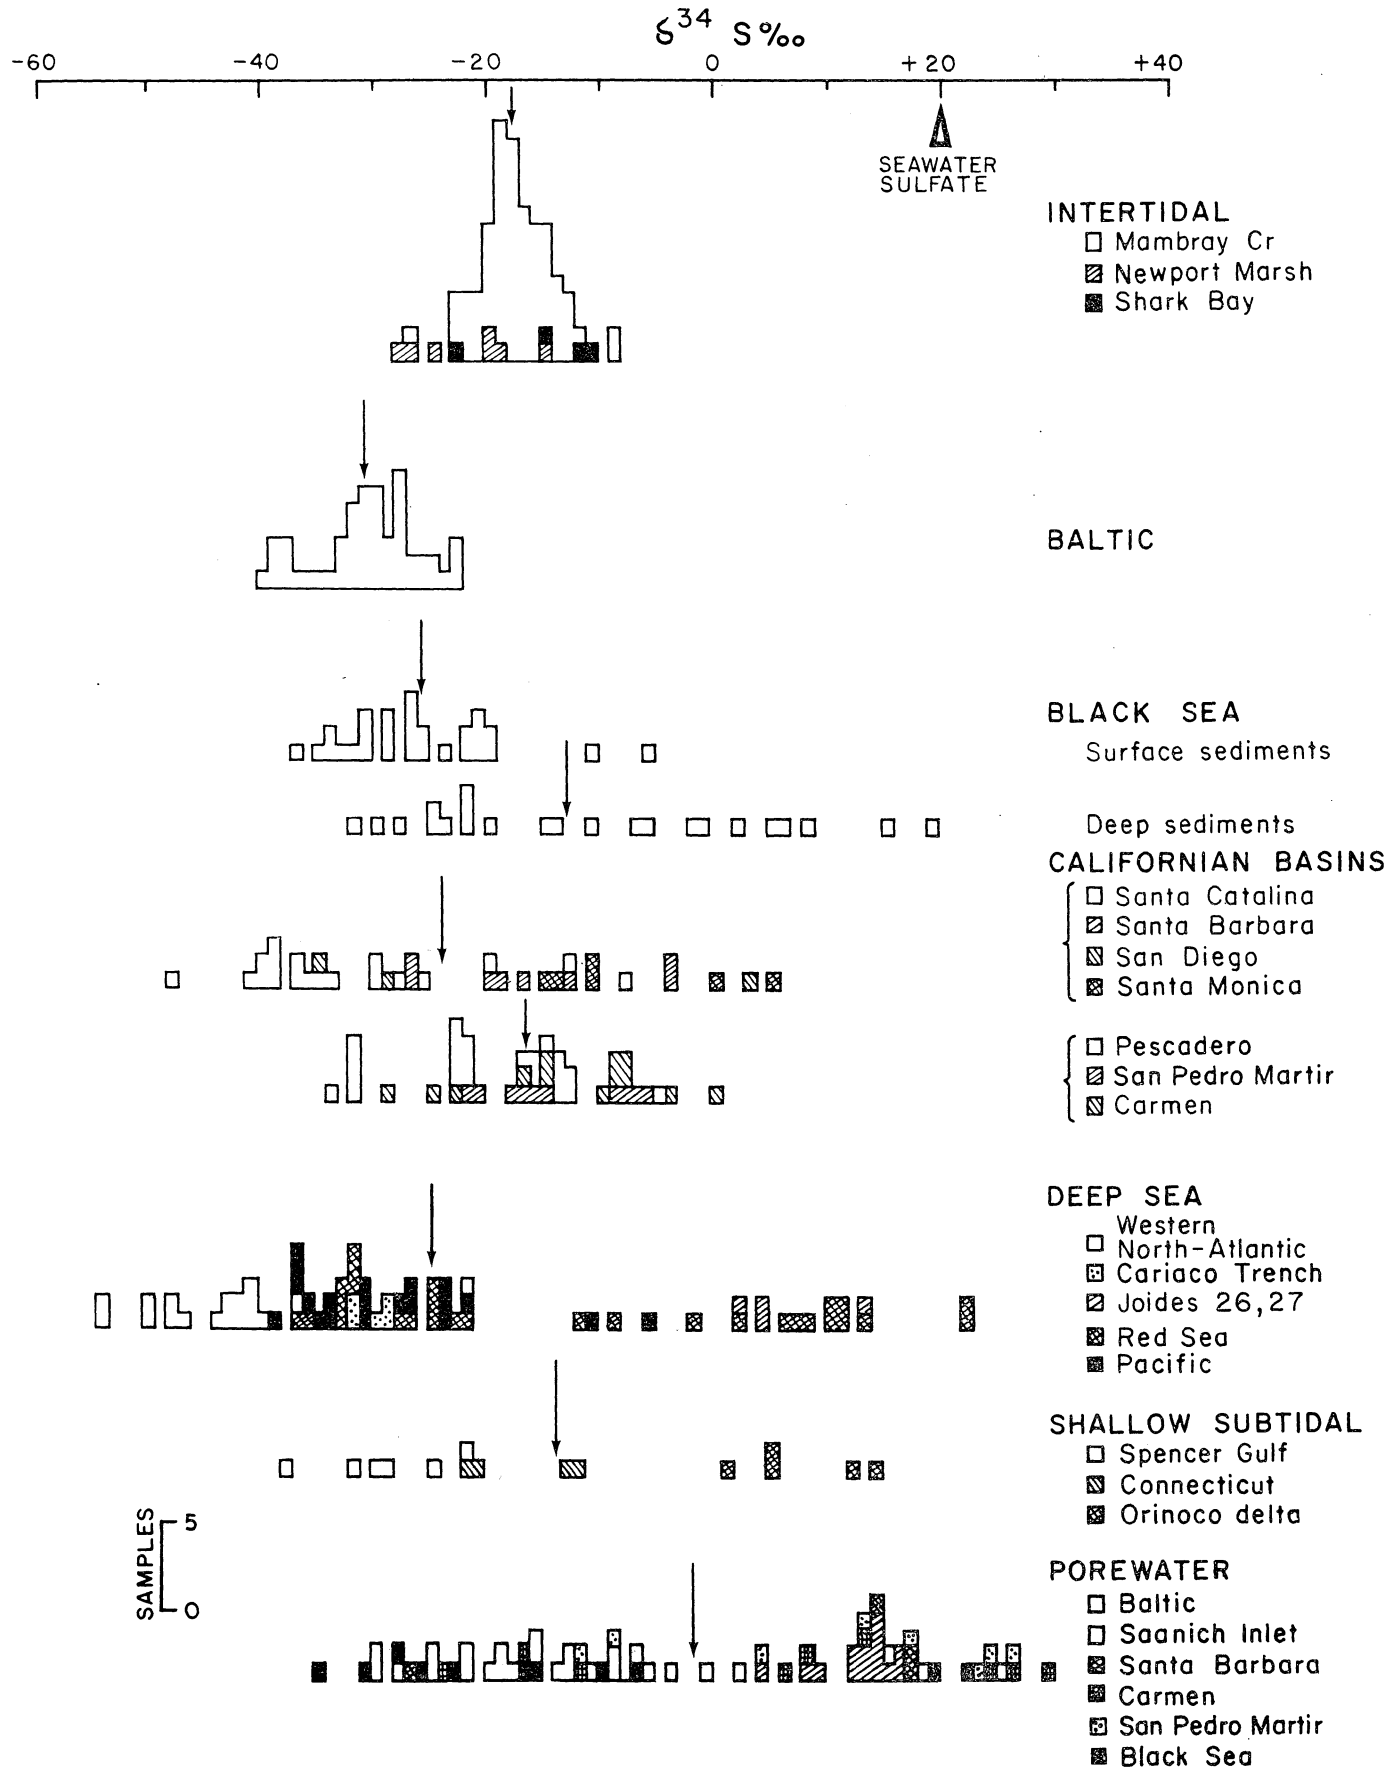 δ34 S‰
-60 -40 -20 0 +20 +40
SEAWATER
SULFATE
INTERTIDAL
Mambray Cr
Newport Marsh
Shark Bay
BALTIC
BLACK SEA
Surface sediments
Deep sediments
CALIFORNIAN BASINS
Santa Catalina
Santa Barbara
San Diego
Santa Monica
Pescadero
San Pedro Martir
Carmen
DEEP SEA
Western
North-Atlantic
Cariaco Trench
Joides 26,27
Red Sea
Pacific
SHALLOW SUBTIDAL
Spencer Gulf
Connecticut
Orinoco delta
SAMPLES
5
0
POREWATER
Baltic
Saanich Inlet
Santa Barbara
Carmen
San Pedro Martir
Black Sea